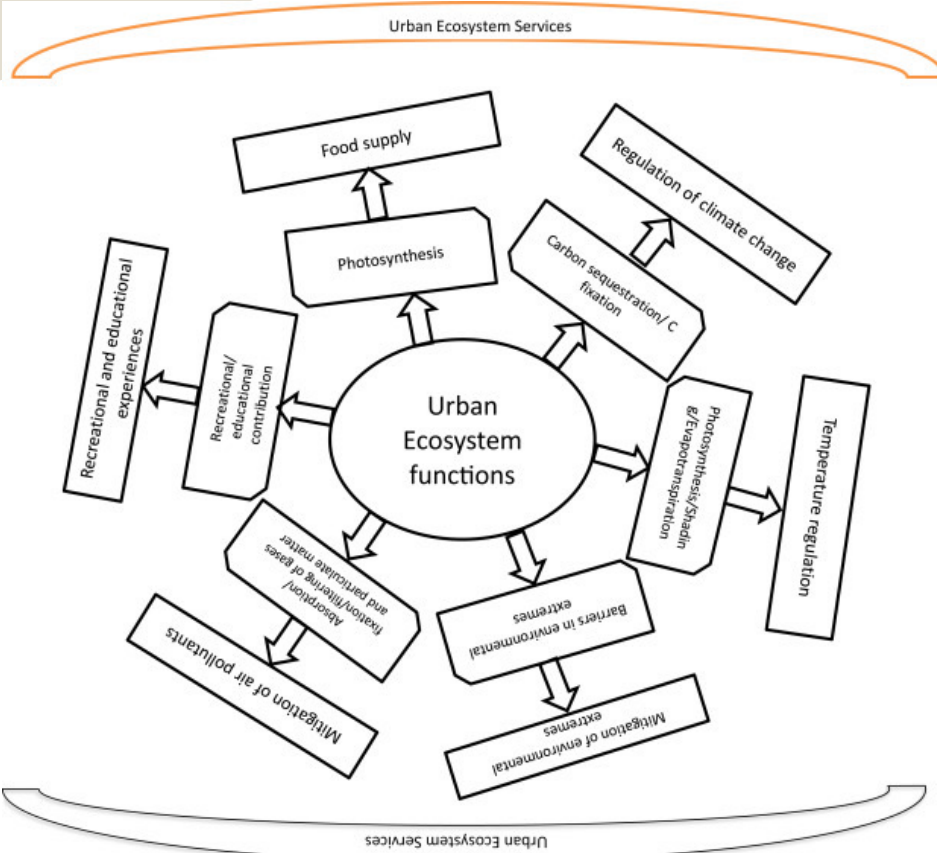 Urban Ecosystem Services
Food supply
Photosynthesis
Regulation of climate change
Carbon sequestration/ C
fixation
Recreational and educational
experiences
Recreational/
educational
contribution
Urban
Ecosystem
functions
Photosynthesis/Shadin
g/Evapotranspiration
Temperature regulation
Absorption/
fixation/filtering of gases
and particulate matter
Mitigation of air pollutants
Barriers in environmental
extremes
Mitigation of environmental
extremes
Urban Ecosystem Services